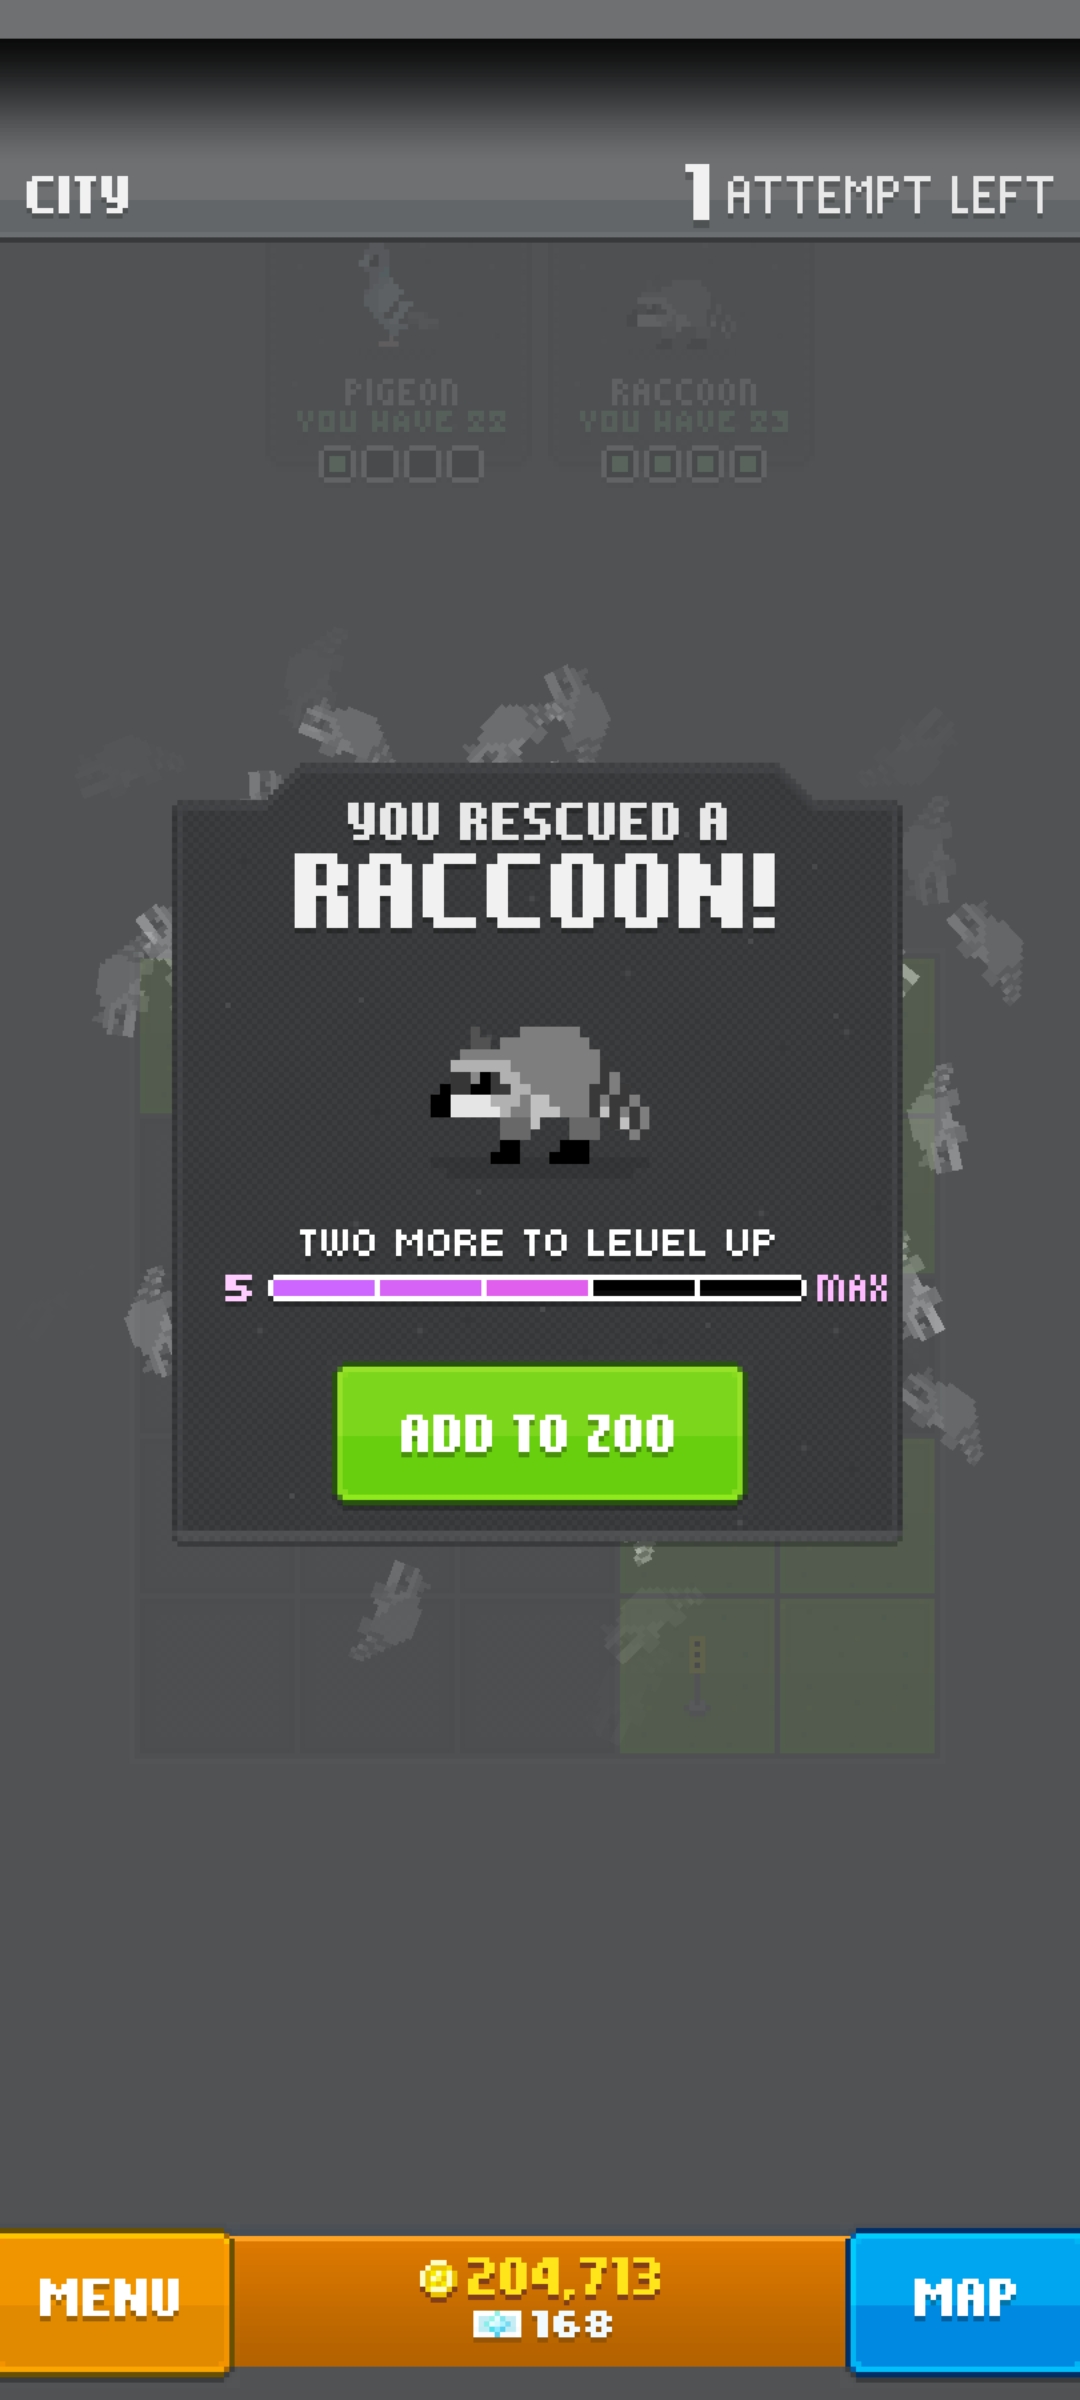 CITY
1 ATTEMPT LEFT
PIGEON
RACCOON
YOU HAVE 22
YOU HAVE 23
YOU RESCUED A
RACCOON!
TWO MORE TO LEVEL UP
5
MAX
ADD TO ZOO
MENU
204,713
168
MAP